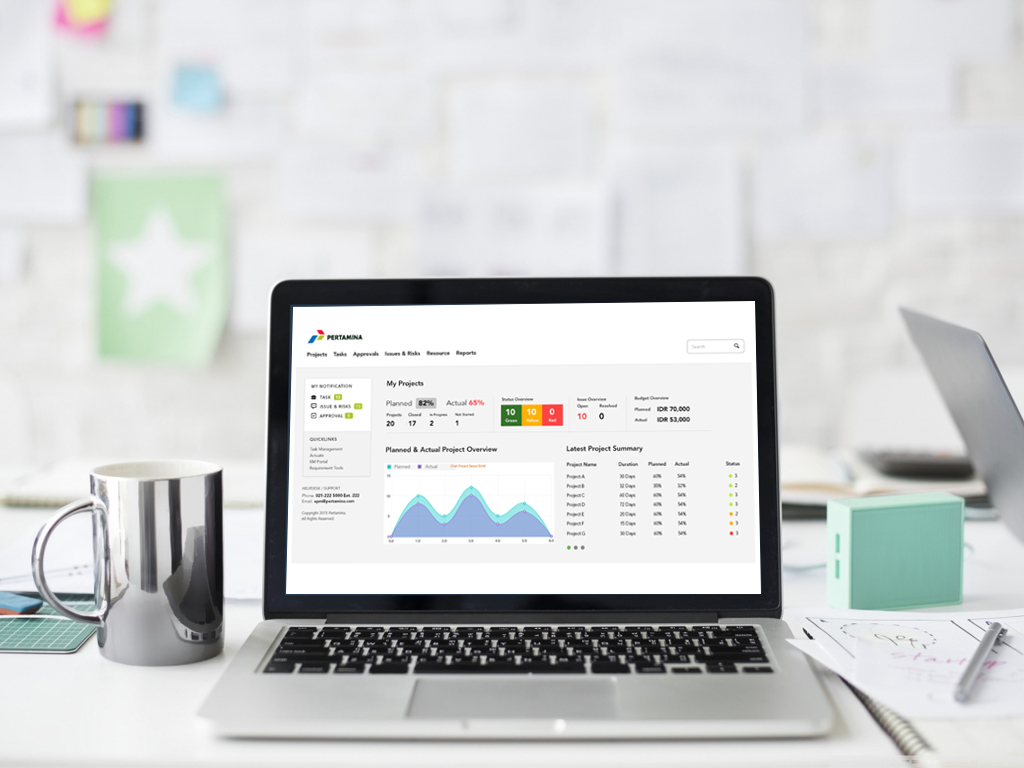 PERTAMINA
Projects Tasks Approvals Issues & Risks Resource Reports
Search
MY NOTIFICATION
TASK
ISSUE & RISKS
APPROVAL
QUICKLINKS
Task Management
Actuate
KM Portal
Requirement Tools
HELPDESK / SUPPORT
Phone. 021-222 5550 Ext. 222
Email. epm@pertamina.com
Copyright 2015 Pertamina
All Rights Reserved
My Projects
Planned 82% Actual 65%
Projects Closed In Progress Not Started
20 17 2 1
Status Overview
10 10 0
Green Yellow Red
Issue Overview
Open Resolved
10 0
Budget Overview
Planned IDR 70,000
Actual IDR 53,000
Planned & Actual Project Overview
Planned Actual
Latest Project Summary
Project Name Duration Planned Actual Status
Project A 30 Days 60% 54% 3
Project B 32 Days 80% 32% 2
Project C 60 Days 60% 54% 3
Project D 72 Days 60% 54% 3
Project E 20 Days 60% 54% 2
Project F 15 Days 60% 54% 3
Project G 30 Days 60% 54% 3